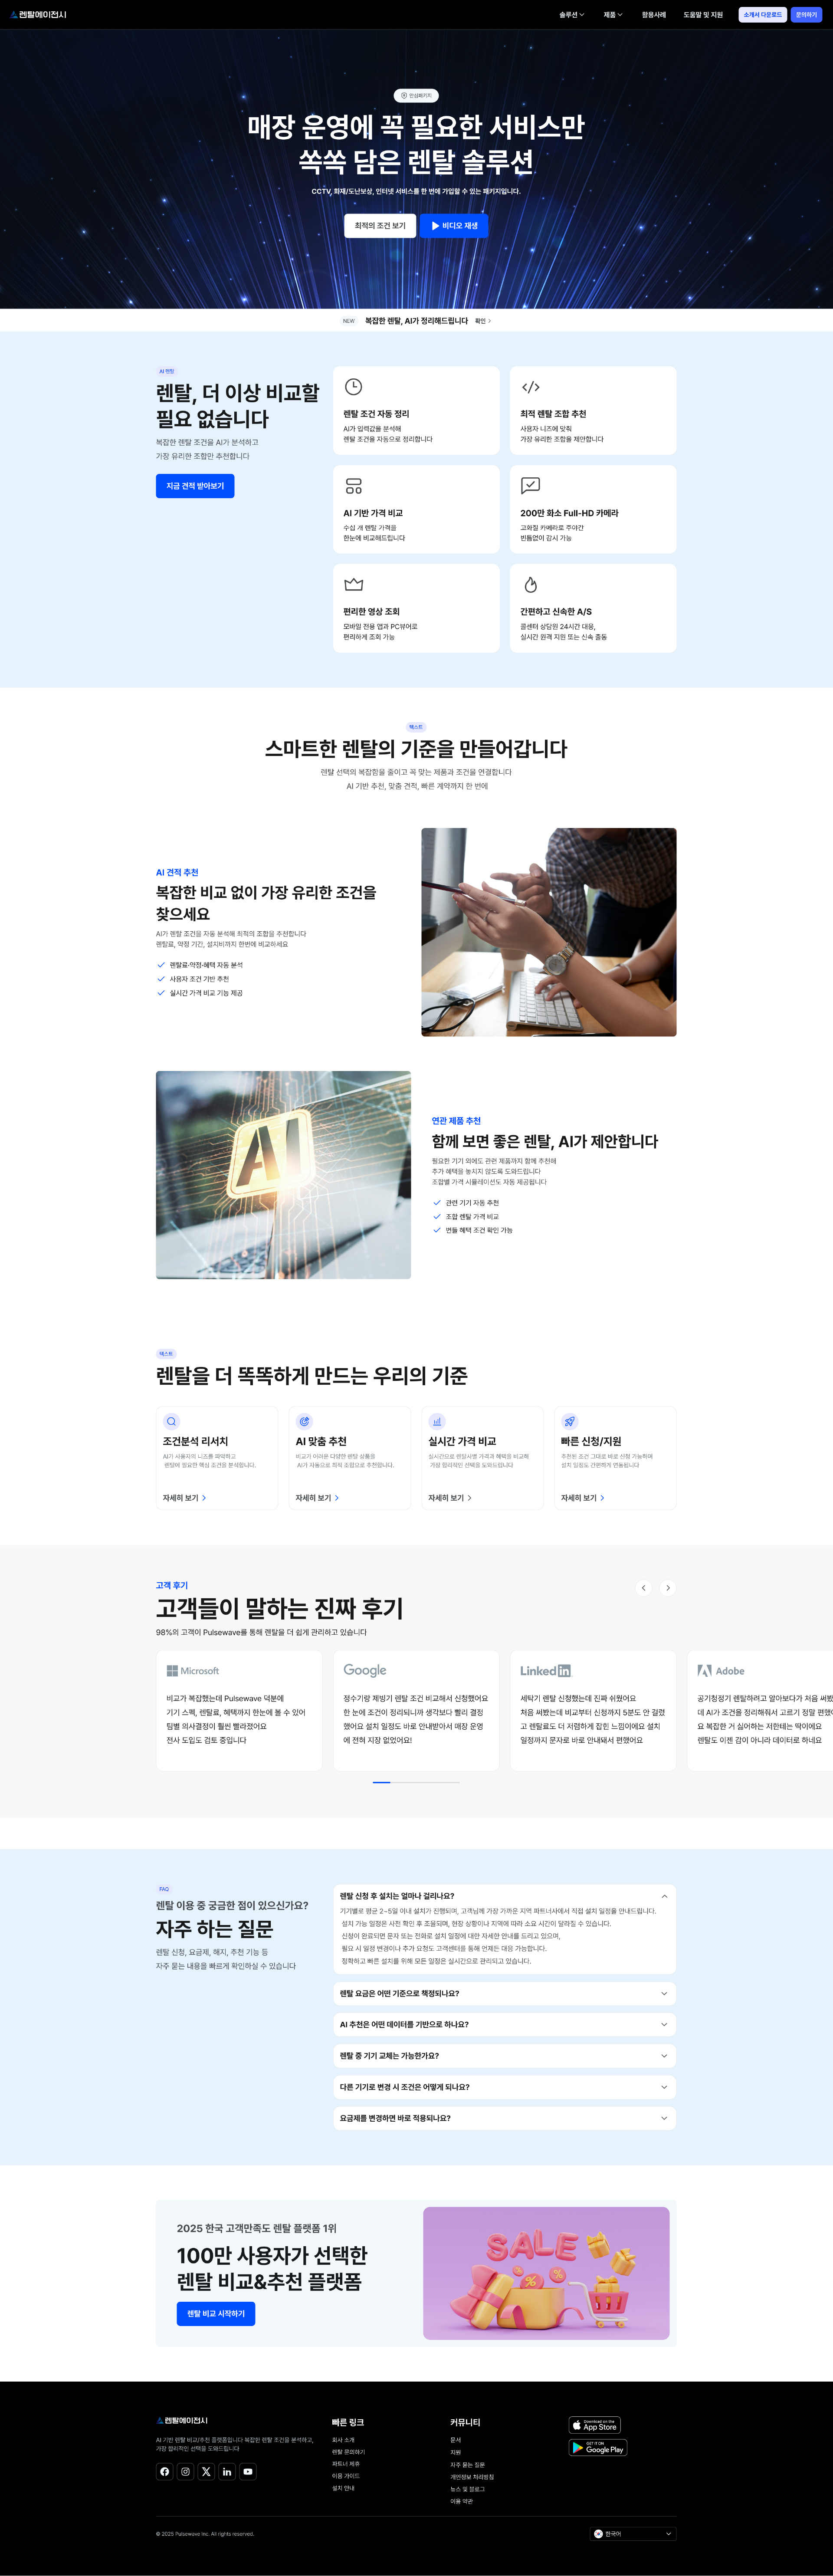 렌탈에이전시
솔루션
제품
활용사례
도움말 및 지원
소개서 다운로드
문의하기
안심패키지
매장 운영에 꼭 필요한 서비스만
쏙쏙 담은 렌탈 솔루션
CCTV, 화재/도난보상, 인터넷 서비스를 한 번에 가입할 수 있는 패키지입니다.
최적의 조건 보기
비디오 재생
NEW
복잡한 렌탈, AI가 정리해드립니다
확인
AI 렌탈
렌탈, 더 이상 비교할
필요 없습니다
복잡한 렌탈 조건을 AI가 분석하고
가장 유리한 조합만 추천합니다
지금 견적 받아보기
렌탈 조건 자동 정리
AI가 입력값을 분석해
렌탈 조건을 자동으로 정리합니다
최적 렌탈 조합 추천
사용자 니즈에 맞춰
가장 유리한 조합을 제안합니다
AI 기반 가격 비교
수십 개 렌탈 가격을
한눈에 비교해드립니다
200만 화소 Full-HD 카메라
고화질 카메라로 주야간
빈틈없이 감시 가능
편리한 영상 조회
모바일 전용 앱과 PC뷰어로
편리하게 조회 가능
간편하고 신속한 A/S
콜센터 상담원 24시간 대응,
실시간 원격 지원 또는 신속 출동
텍스트
스마트한 렌탈의 기준을 만들어갑니다
렌턀 선택의 복잡함을 줄이고 꼭 맞는 제품과 조건을 연결합니다
AI 기반 추천, 맞춤 견적, 빠른 계약까지 한 번에
AI 견적 추천
복잡한 비교 없이 가장 유리한 조건을
찾으세요
AI가 렌탈 조건을 자동 분석해 최적의 조합을 추천합니다
렌탈료, 약정 기간, 설치비까지 한번에 비교하세요
렌탈료·약정·혜택 자동 분석
사용자 조건 기반 추천
실시간 가격 비교 기능 제공
연관 제품 추천
함께 보면 좋은 렌탈, AI가 제안합니다
필요한 기기 외에도 관련 제품까지 함께 추천해
추가 혜택을 놓치지 않도록 도와드립니다
조합별 가격 시뮬레이션도 자동 제공됩니다
관련 기기 자동 추천
조합 렌탈 가격 비교
번들 혜택 조건 확인 가능
AI
텍스트
렌탈을 더 똑똑하게 만드는 우리의 기준
조건분석 리서치
AI가 사용자의 니즈를 파악하고
렌탈에 필요한 핵심 조건을 분석합니다.
자세히 보기
AI 맞춤 추천
비교가 어려운 다양한 렌탈 상품을
AI가 자동으로 최적 조합으로 추천합니다.
자세히 보기
실시간 가격 비교
실시간으로 렌탈사별 가격과 혜택을 비교해
가장 합리적인 선택을 도와드립니다
자세히 보기
빠른 신청/지원
추천된 조건 그대로 바로 신청 가능하며
설치 일정도 간편하게 연동됩니다
자세히 보기
고객 후기
고객들이 말하는 진짜 후기
98%의 고객이 Pulsewave를 통해 렌탈을 더 쉽게 관리하고 있습니다
Microsoft
비교가 복잡했는데 Pulsewave 덕분에
기기 스펙, 렌탈료, 혜택까지 한눈에 볼 수 있어
팀별 의사결정이 훨씬 빨라졌어요
전사 도입도 검토 중입니다
Google
정수기랑 제빙기 렌탈 조건 비교해서 신청했어요
한 눈에 조건이 정리되니까 생각보다 빨리 결정
했어요 설치 일정도 바로 안내받아서 매장 운영
에 전혀 지장 없었어요!
Linked in
세탁기 렌탈 신청했는데 진짜 쉬웠어요
처음 써봤는데 비교부터 신청까지 5분도 안 걸렸
고 렌탈료도 더 저렴하게 잡힌 느낌이에요 설치
일정까지 문자로 바로 안내돼서 편했어요
Adobe
공기청정기 렌탈하려고 알아보다가 처음 써봤
데 AI가 조건을 정리해줘서 고르기 정말 편했
요 복잡한 거 싫어하는 저한테는 딱이에요
렌탈도 이젠 감이 아니라 데이터로 하네요
FAQ
렌탈 이용 중 궁금한 점이 있으신가요?
자주 하는 질문
렌탈 신청, 요금제, 해지, 추천 기능 등
자주 묻는 내용을 빠르게 확인하실 수 있습니다
렌탈 신청 후 설치는 얼마나 걸리나요?
기기별로 평균 2~5일 이내 설치가 진행되며, 고객님께 가장 가까운 지역 파트너사에서 직접 설치 일정을 안내드립니다.
설치 가능 일정은 사전 확인 후 조율되며, 현장 상황이나 지역에 따라 소요 시간이 달라질 수 있습니다.
신청이 완료되면 문자 또는 전화로 설치 일정에 대한 자세한 안내를 드리고 있으며,
필요 시 일정 변경이나 추가 요청도 고객센터를 통해 언제든 대응 가능합니다.
정확하고 빠른 설치를 위해 모든 일정은 실시간으로 관리되고 있습니다.
렌탈 요금은 어떤 기준으로 책정되나요?
AI 추천은 어떤 데이터를 기반으로 하나요?
렌탈 중 기기 교체는 가능한가요?
다른 기기로 변경 시 조건은 어떻게 되나요?
요금제를 변경하면 바로 적용되나요?
2025 한국 고객만족도 렌탈 플랫폼 1위
100만 사용자가 선택한
렌탈 비교&추천 플랫폼
렌탈 비교 시작하기
SALE
렌탈에이전시
AI 기반 렌탈 비교/추천 플랫폼입니다 복잡한 렌탈 조건을 분석하고,
가장 합리적인 선택을 도와드립니다
빠른 링크
회사 소개
렌탈 문의하기
파트너 제휴
이용 가이드
설치 안내
커뮤니티
문서
지원
자주 묻는 질문
개인정보 처리방침
뉴스 및 블로그
이용 약관
Download on the
App Store
GET IT ON
Google Play
© 2025 Pulsewave Inc. All rights reserved.
한국어